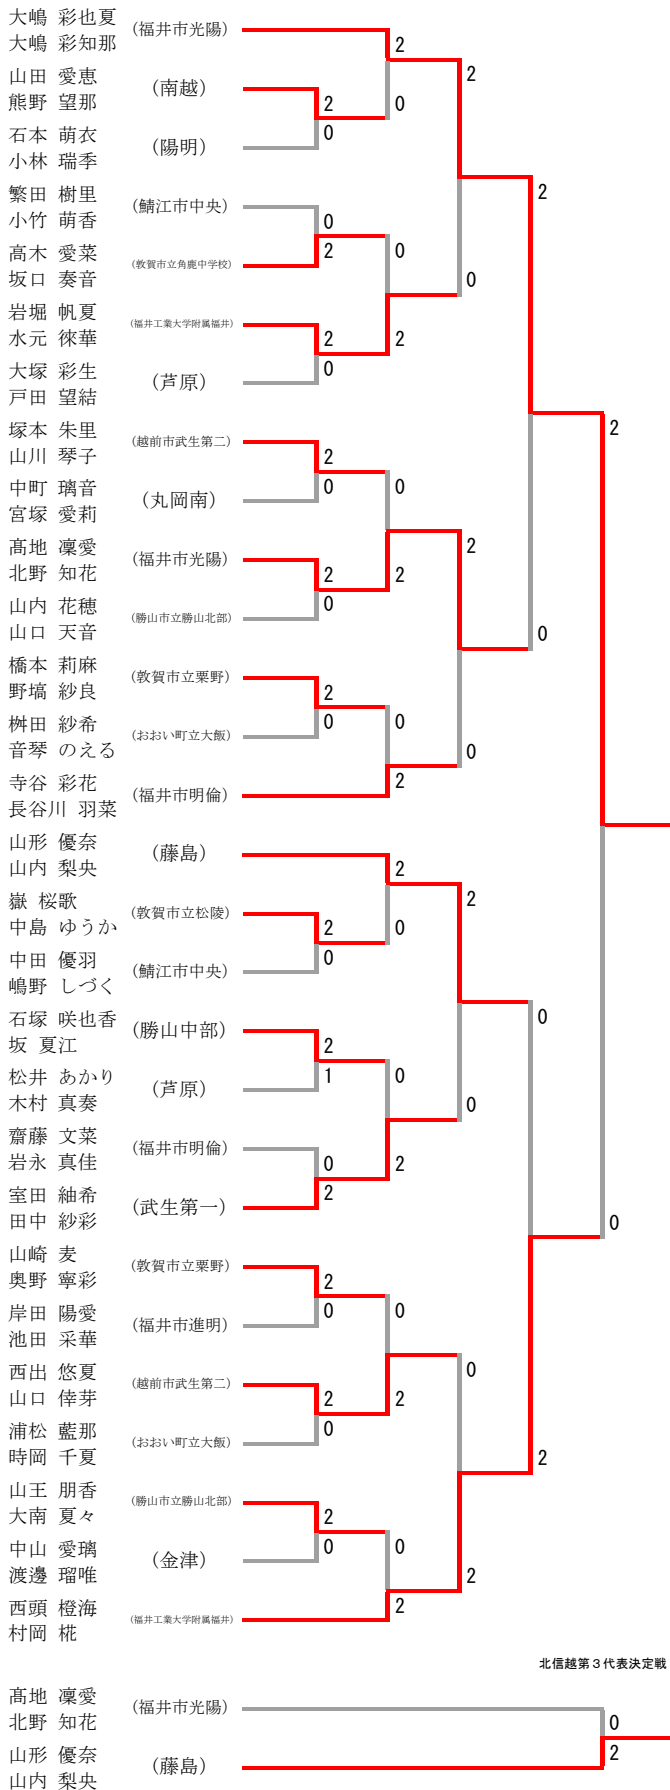 大嶋 彩也夏
大嶋 彩知那
(福井市光陽)
2
山田 愛恵
熊野 望那
(南越)
2
0
2
石本 萌衣
小林 瑞季
(陽明)
0
繁田 樹里
小竹 萌香
(鯖江市中央)
0
2
高木 愛菜
坂口 奏音
(敦賀市立角鹿中学校)
2
0
0
岩堀 帆夏
水元 徠華
(福井工業大学附属福井)
2
2
大塚 彩生
戸田 望結
(芦原)
0
塚本 朱里
山川 琴子
(越前市武生第二)
2
2
中町 璃音
宮塚 愛莉
(丸岡南)
0
0
髙地 凜愛
北野 知花
(福井市光陽)
2
2
2
山内 花穂
山口 天音
(勝山市立勝山北部)
0
0
橋本 莉麻
野塙 紗良
(敦賀市立粟野)
2
桝田 紗希
音琴 のえる
(おおい町立大飯)
0
0
0
寺谷 彩花
長谷川 羽菜
(福井市明倫)
2
山形 優奈
山内 梨央
(藤島)
2
嶽 桜歌
中島 ゆうか
(敦賀市立松陵)
2
0
2
中田 優羽
嶋野 しづく
(鯖江市中央)
0
石塚 咲也香
坂 夏江
(勝山中部)
2
0
松井 あかり
木村 真奏
(芦原)
1
0
0
齋藤 文菜
岩永 真佳
(福井市明倫)
0
2
室田 紬希
田中 紗彩
(武生第一)
2
0
山崎 麦
奥野 寧彩
(敦賀市立粟野)
2
岸田 陽愛
池田 采華
(福井市進明)
0
0
西出 悠夏
山口 倖芽
(越前市武生第二)
2
2
0
浦松 藍那
時岡 千夏
(おおい町立大飯)
0
2
山王 朋香
大南 夏々
(勝山市立勝山北部)
2
中山 愛璃
渡邊 瑠唯
(金津)
0
0
2
西頭 橙海
村岡 椛
(福井工業大学附属福井)
2
北信越第3代表決定戦
髙地 凜愛
北野 知花
(福井市光陽)
0
山形 優奈
山内 梨央
(藤島)
2